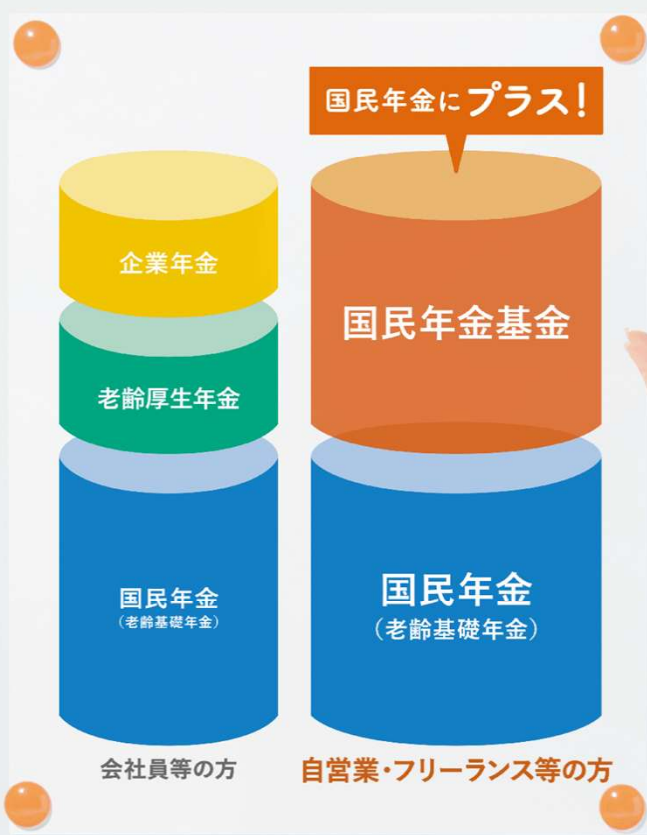 国民年金にプラス!
企業年金
老齢厚生年金
国民年金
(老齢基礎年金)
会社員等の方
国民年金基金
国民年金
(老齢基礎年金)
自営業・フリーランス等の方